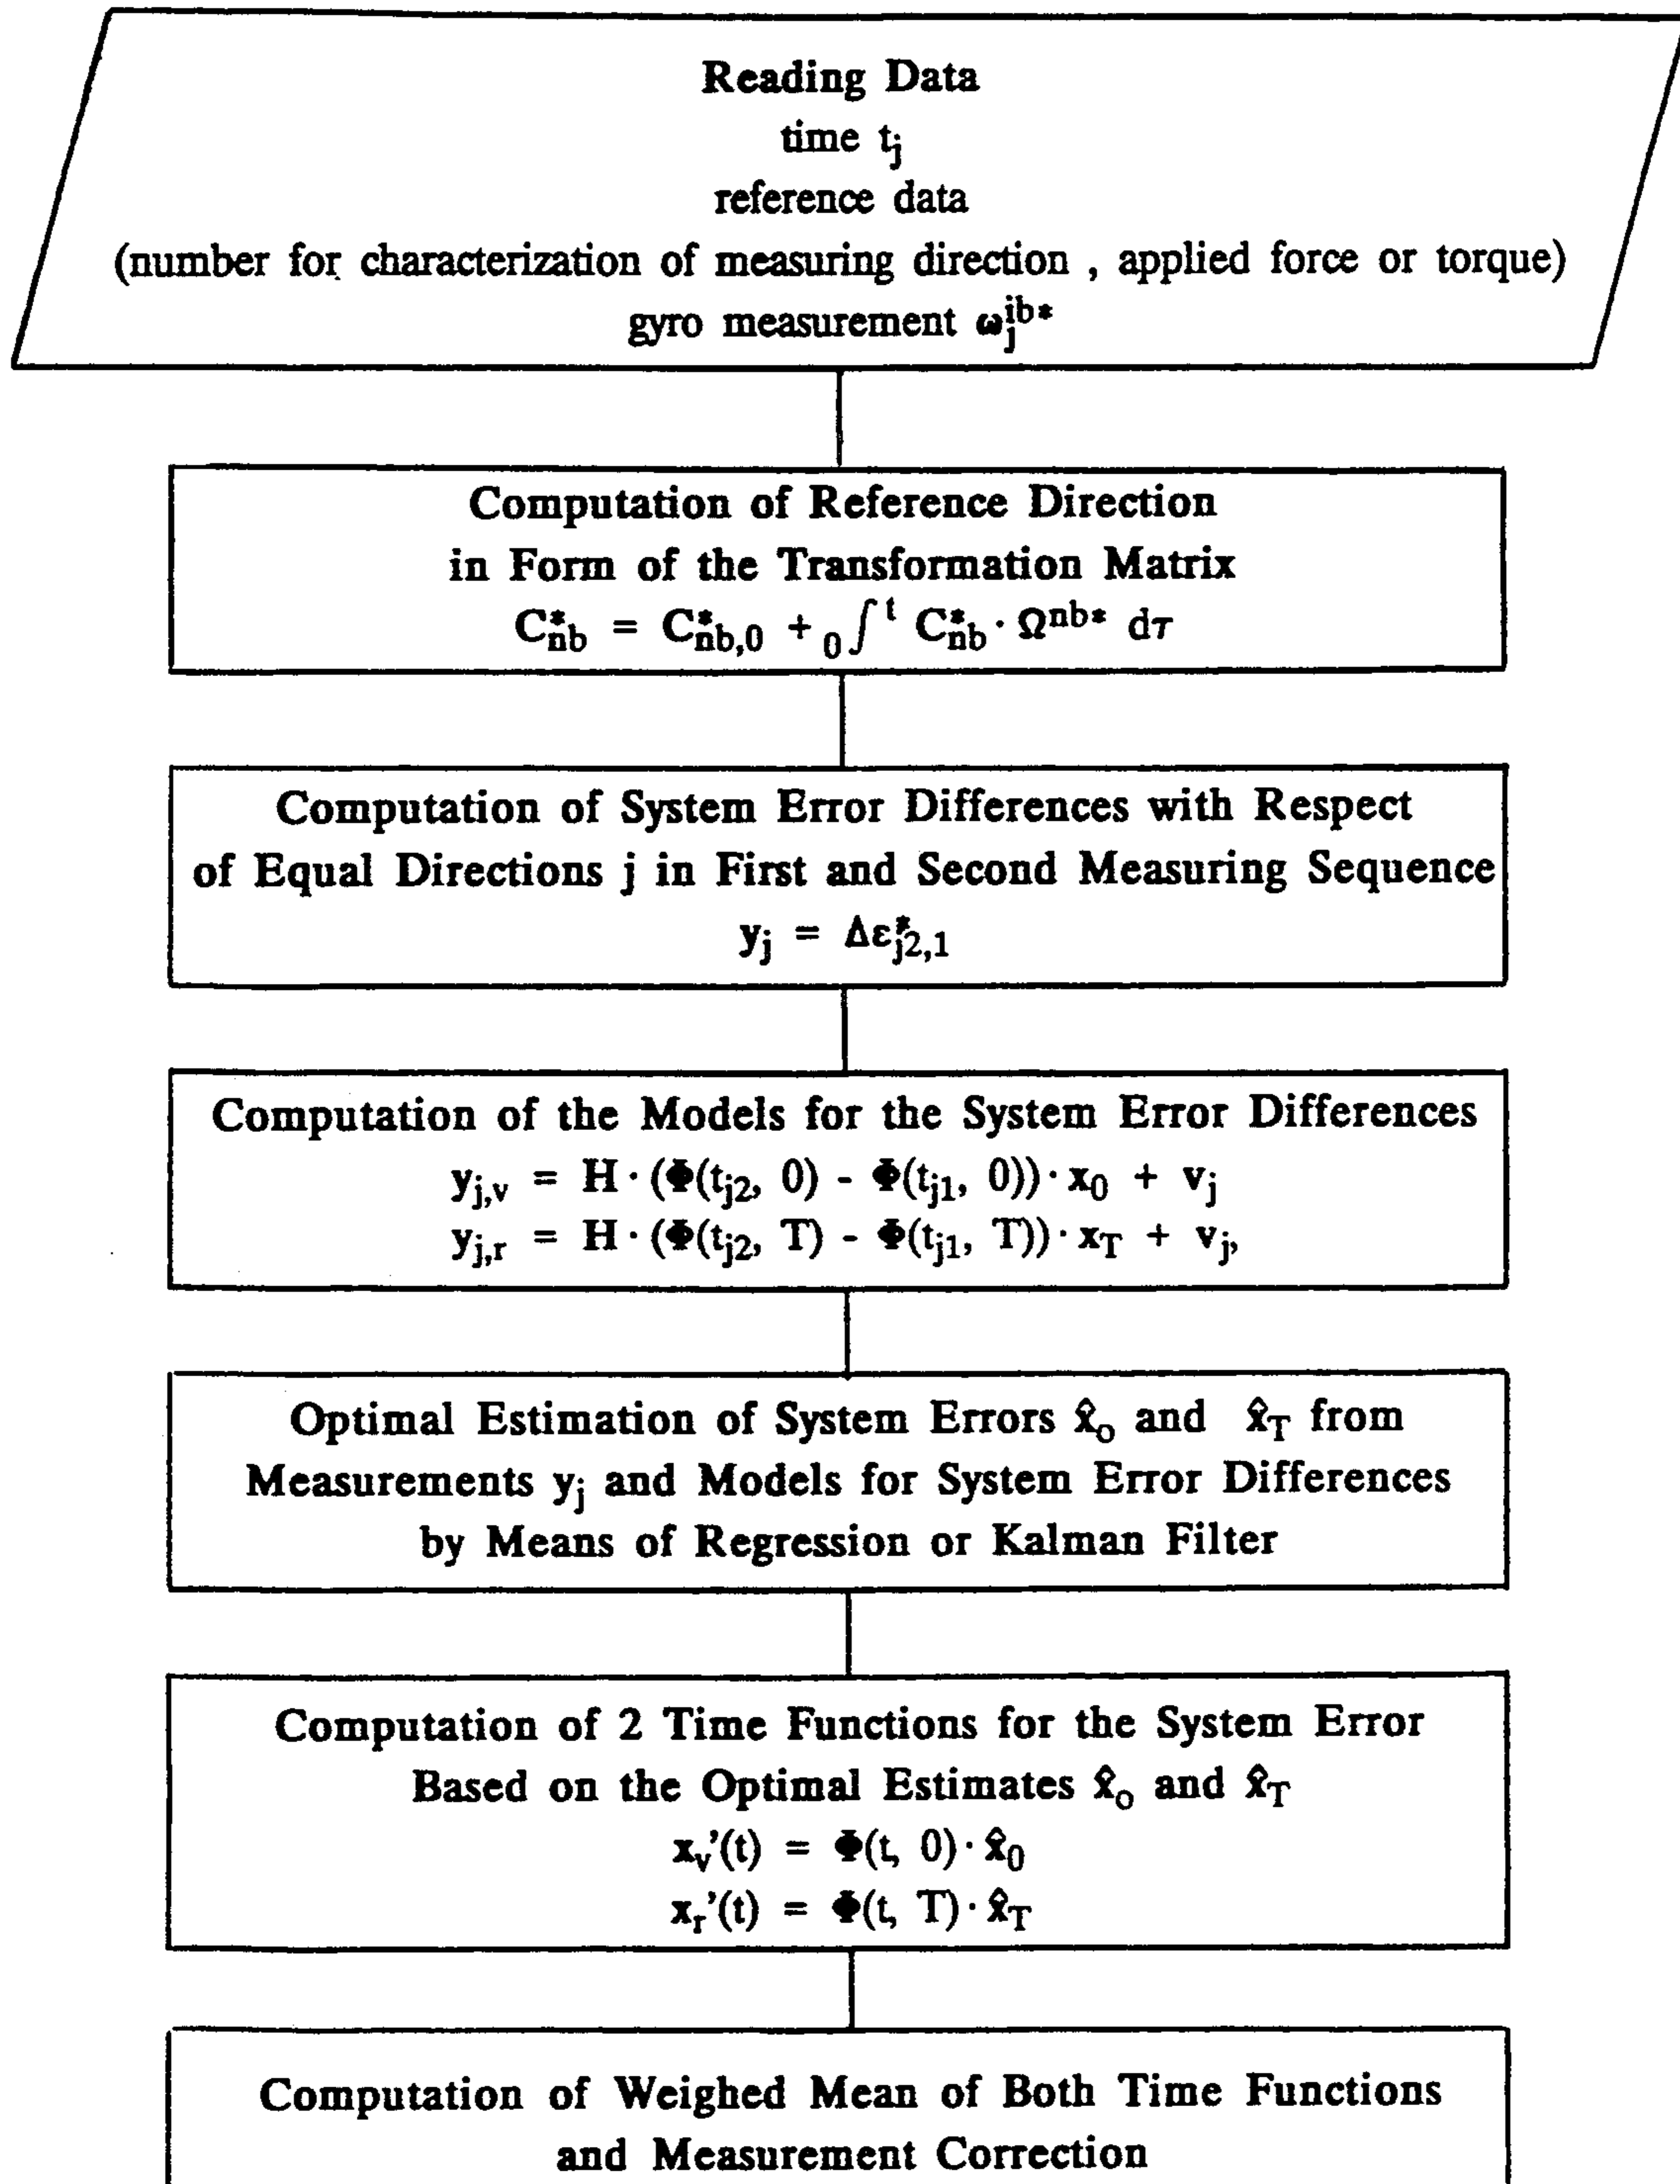 Reading Data
time tj
reference data
(number for characterization of measuring direction , applied force or torque)
gyro measurement ω_j^ib*
Computation of Reference Direction
in Form of the Transformation Matrix
C*_nb = C*_nb,0 + ₀∫^t C*_nb · Ω^nb* dτ
Computation of System Error Differences with Respect
of Equal Directions j in First and Second Measuring Sequence
y_j = Δε*_j2,1
Computation of the Models for the System Error Differences
y_j,v = H · (Φ(t_j2, 0) - Φ(t_j1, 0)) · x_0 + v_j
y_j,r = H · (Φ(t_j2, T) - Φ(t_j1, T)) · x_T + v_j,
Optimal Estimation of System Errors x̂_o and x̂_T from
Measurements y_j and Models for System Error Differences
by Means of Regression or Kalman Filter
Computation of 2 Time Functions for the System Error
Based on the Optimal Estimates x̂_o and x̂_T
x_v'(t) = Φ(t, 0) · x̂_0
x_r'(t) = Φ(t, T) · x̂_T
Computation of Weighed Mean of Both Time Functions
and Measurement Correction